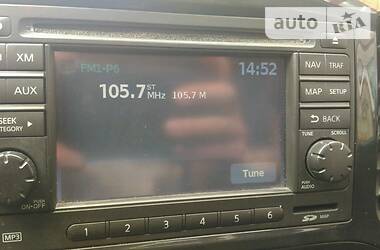 auto RIA
XM
AUX
SEEK
CATEGORY
PUSH
ON•OFF
MP3
FM1-P6
14:52
105.7 ST MHz 105.7 M
Tune
NAV TRAF
MAP SETUP
BACK
TUNE SCROLL
PUSH
AUDIO
1 2 3 4 5 6
SD MAP